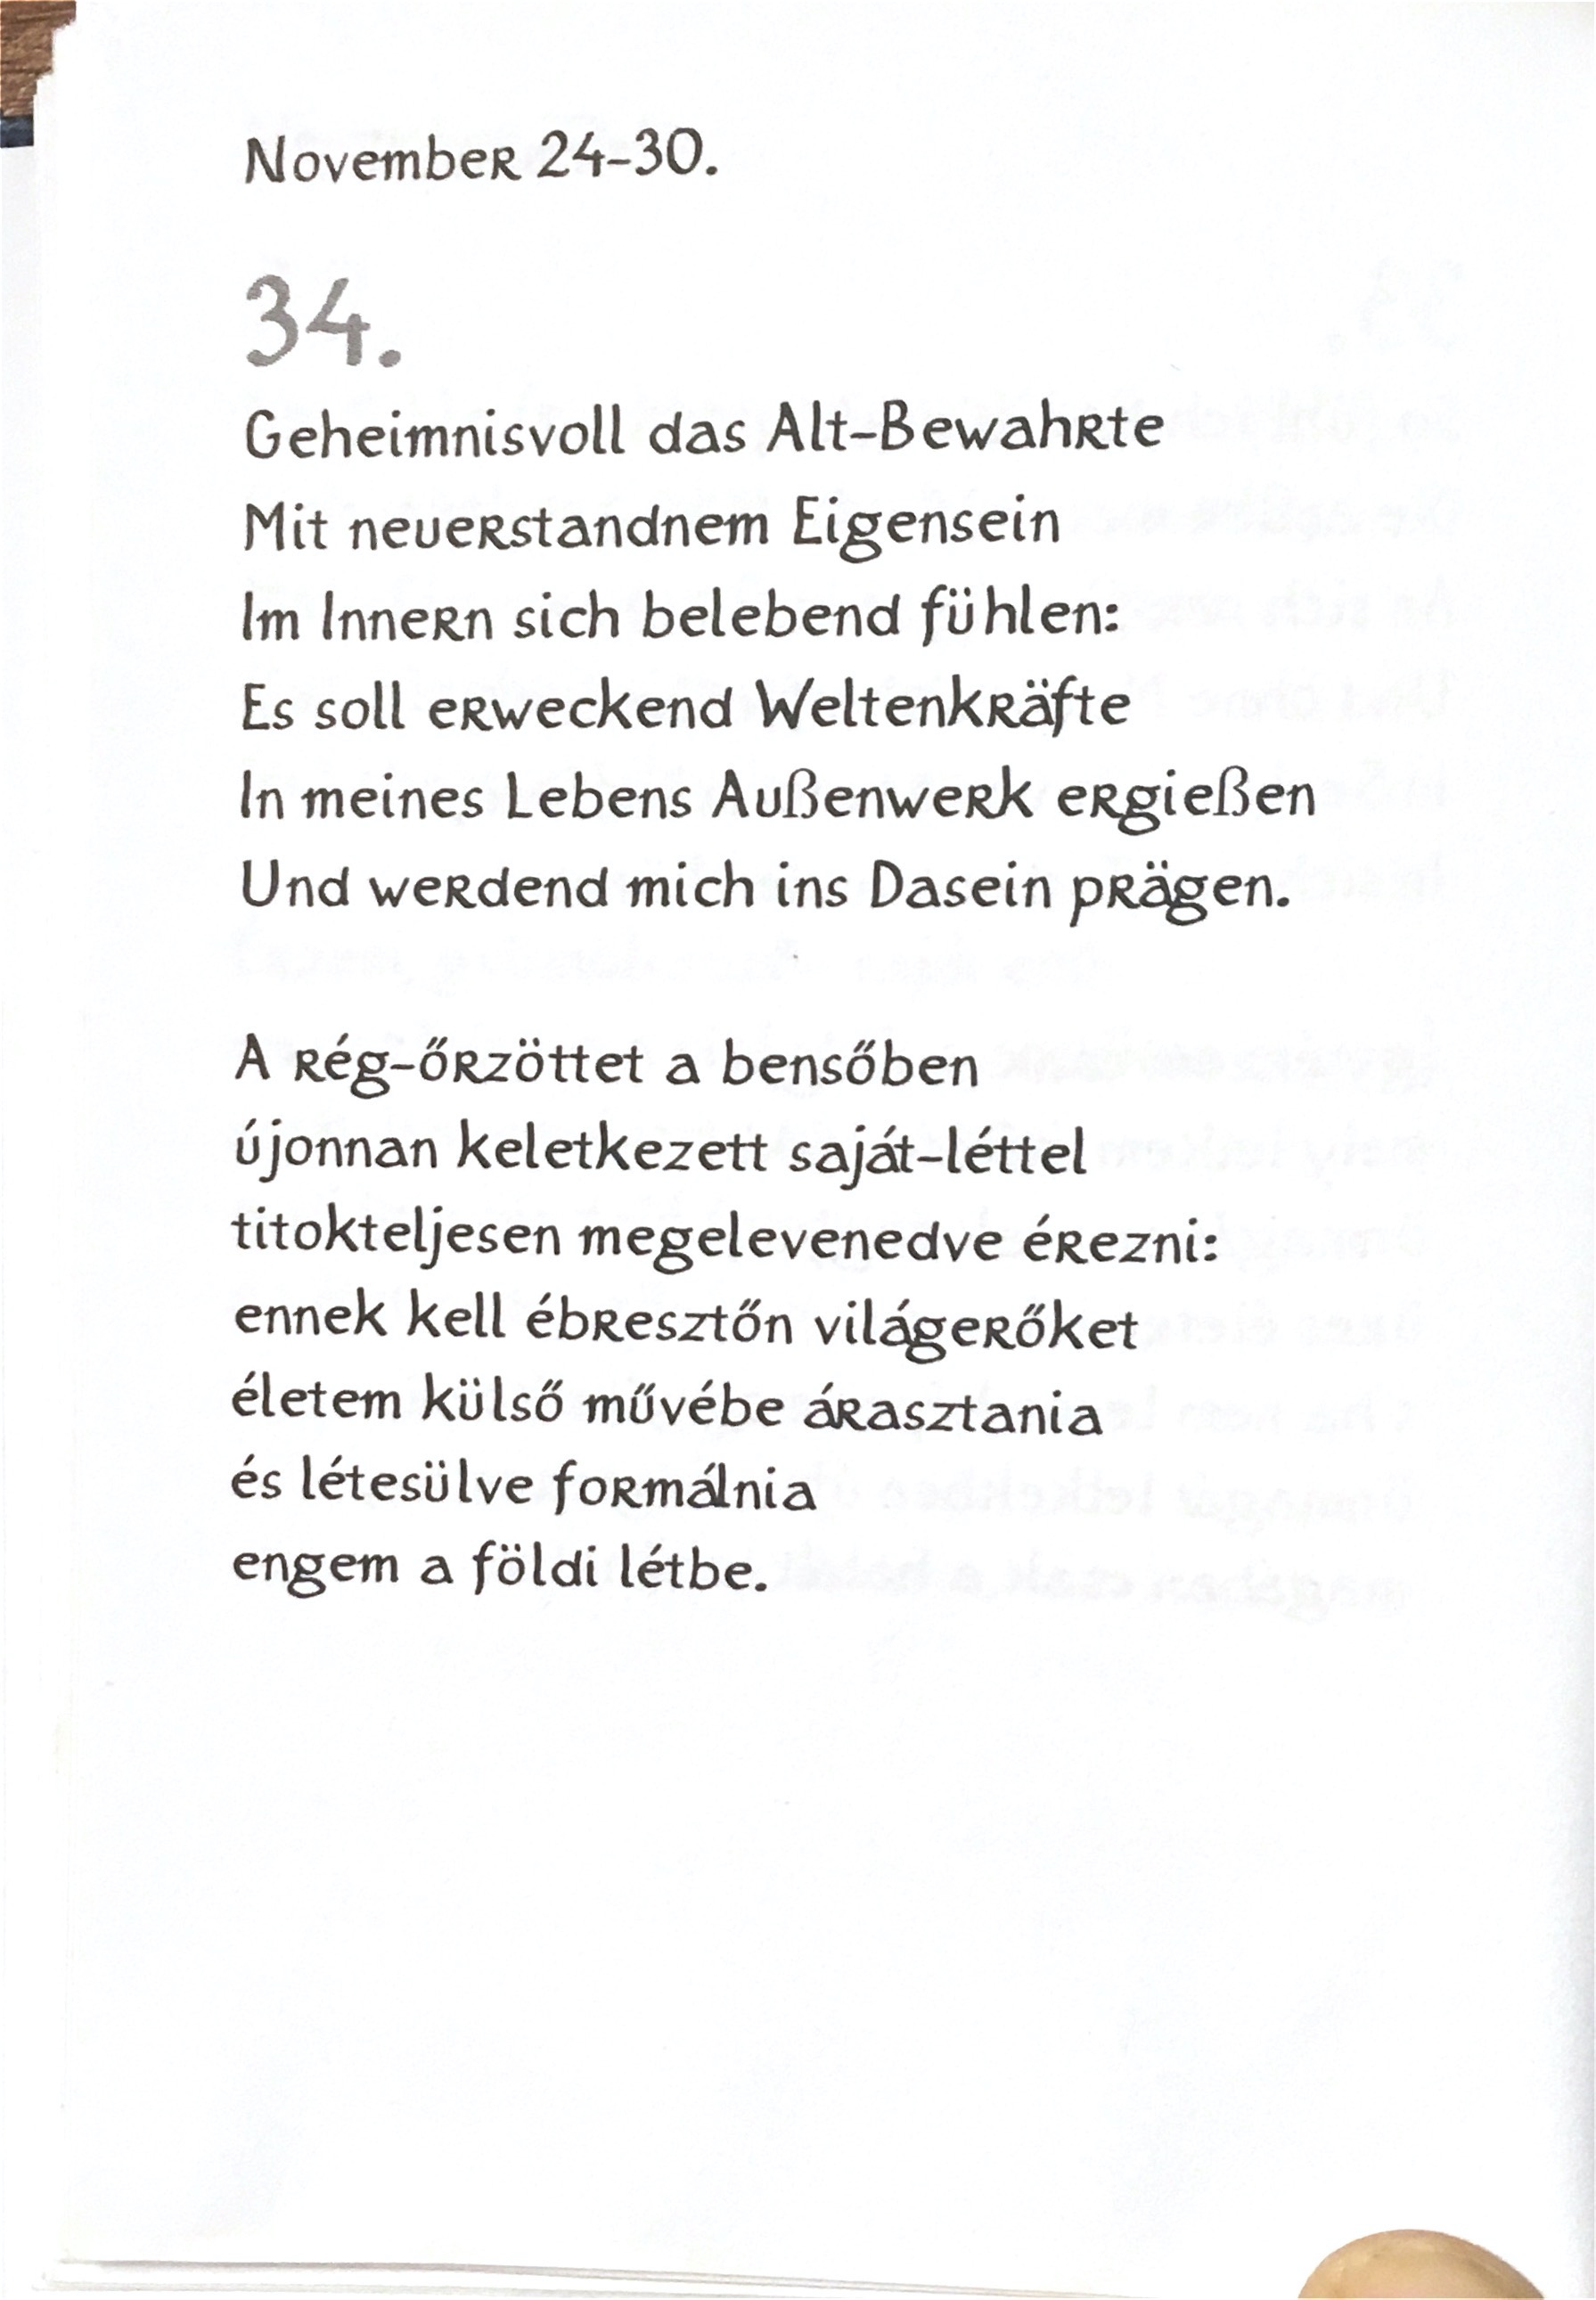 November 24-30.
34.
Geheimnisvoll das Alt-Bewahrte
Mit neuerstandnem Eigensein
Im Innern sich belebend fühlen:
Es soll erweckend Weltenkräfte
In meines Lebens Außenwerk ergießen
Und werdend mich ins Dasein prägen.
A rég-őrzöttet a bensőben
újonnan keletkezett saját-léttel
titokteljesen megelevenedve érezni:
ennek kell ébresztőn világerőket
életem külső művébe árasztania
és létesülve formálnia
engem a földi létbe.